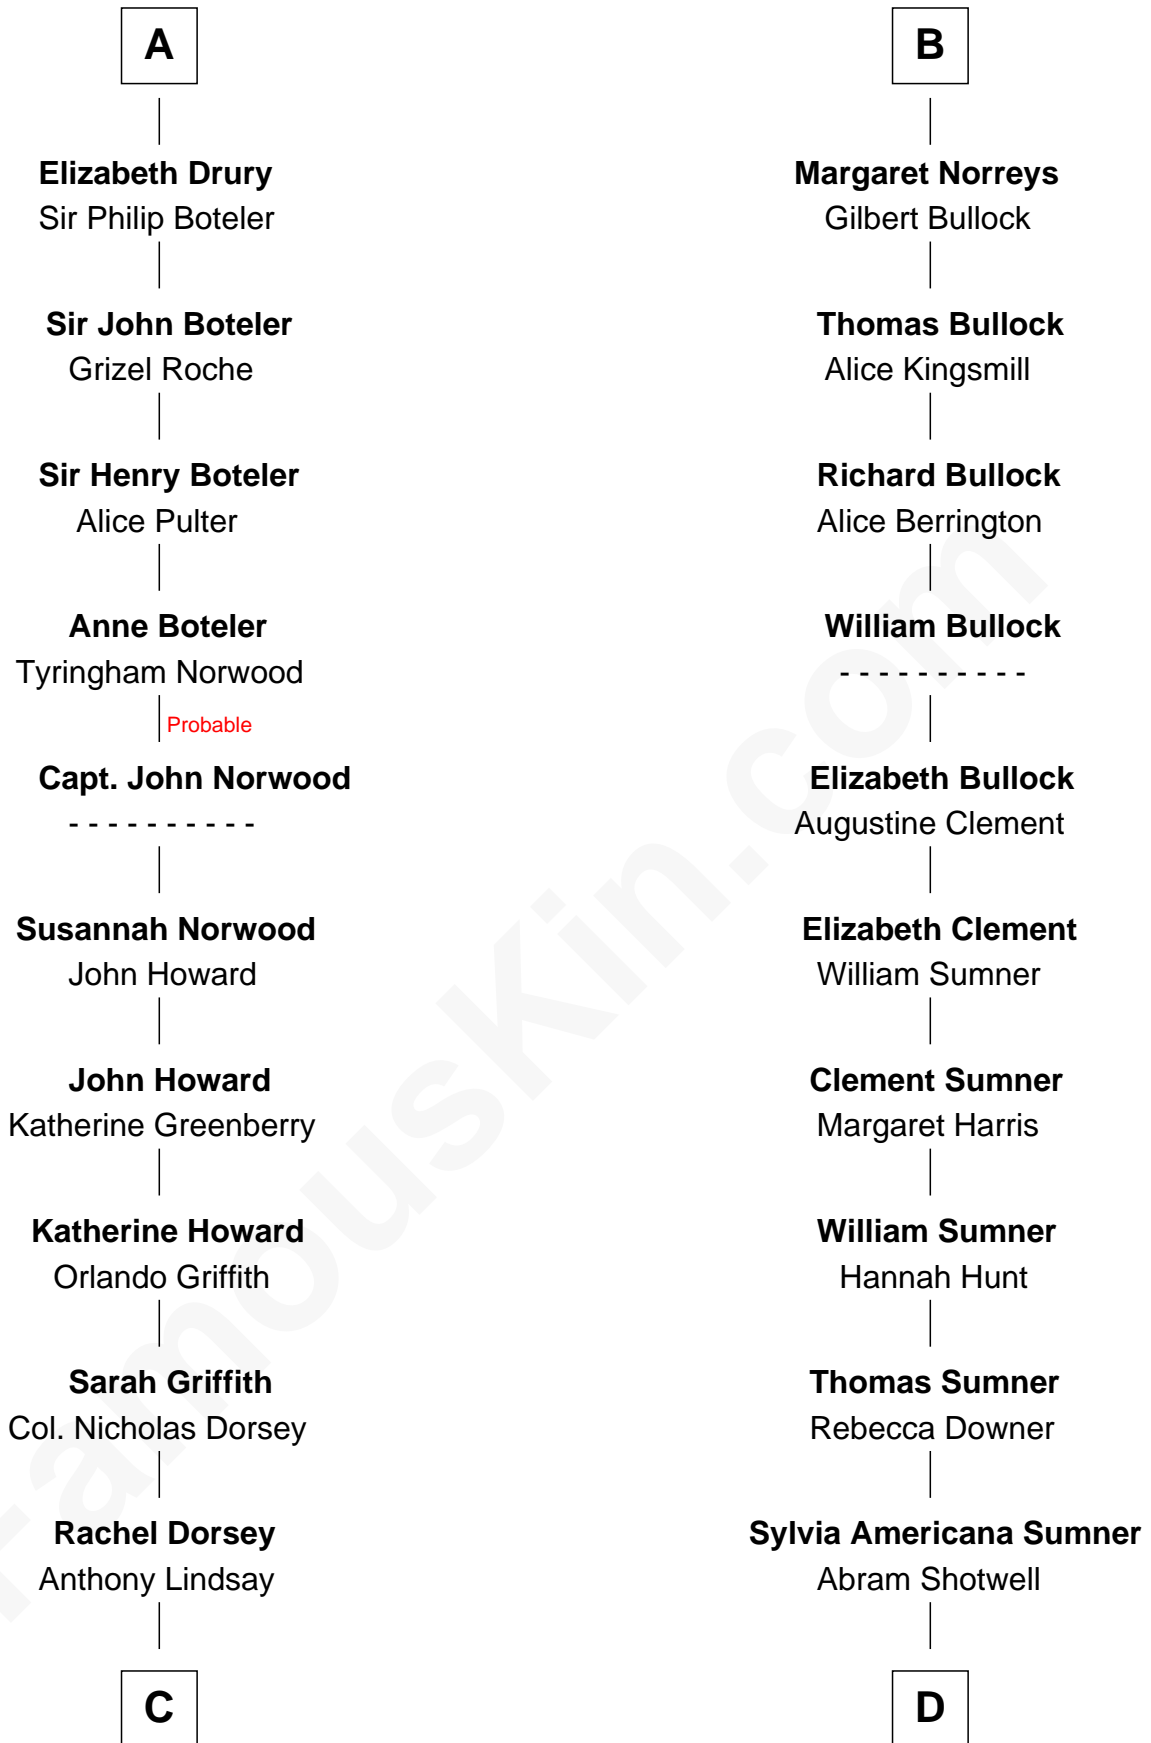 A
Elizabeth Drury
Sir Philip Boteler
Sir John Boteler
Grizel Roche
Sir Henry Boteler
Alice Pulter
Anne Boteler
Tyringham Norwood
Probable
Capt. John Norwood
- - - - - - - - - -
Susannah Norwood
John Howard
John Howard
Katherine Greenberry
Katherine Howard
Orlando Griffith
Sarah Griffith
Col. Nicholas Dorsey
Rachel Dorsey
Anthony Lindsay
C
B
Margaret Norreys
Gilbert Bullock
Thomas Bullock
Alice Kingsmill
Richard Bullock
Alice Berrington
William Bullock
- - - - - - - - - -
Elizabeth Bullock
Augustine Clement
Elizabeth Clement
William Sumner
Clement Sumner
Margaret Harris
William Sumner
Hannah Hunt
Thomas Sumner
Rebecca Downer
Sylvia Americana Sumner
Abram Shotwell
D
FamousKin.com